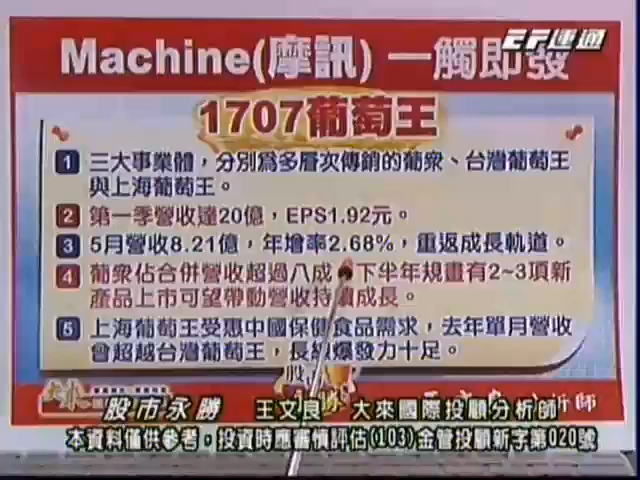 EF連通
Machine(摩訊) 一觸即發
1707葡萄王
1 三大事業體，分別為多層次傳銷的葡眾、台灣葡萄王
與上海葡萄王。
2 第一季營收達20億，EPS1.92元。
3 5月營收8.21億，年增率2.68%，重返成長軌道。
4 葡眾佔合併營收超過八成，下半年規畫有2~3項新
產品上市可望帶動營收持續成長。
5 上海葡萄王受惠中國保健食品需求，去年單月營收
曾超越台灣葡萄王，長線爆發力十足。
股市永勝 王文良 大來國際投顧分析師
本資料僅供參考，投資時應審慎評估(103)金管投顧新字第020號